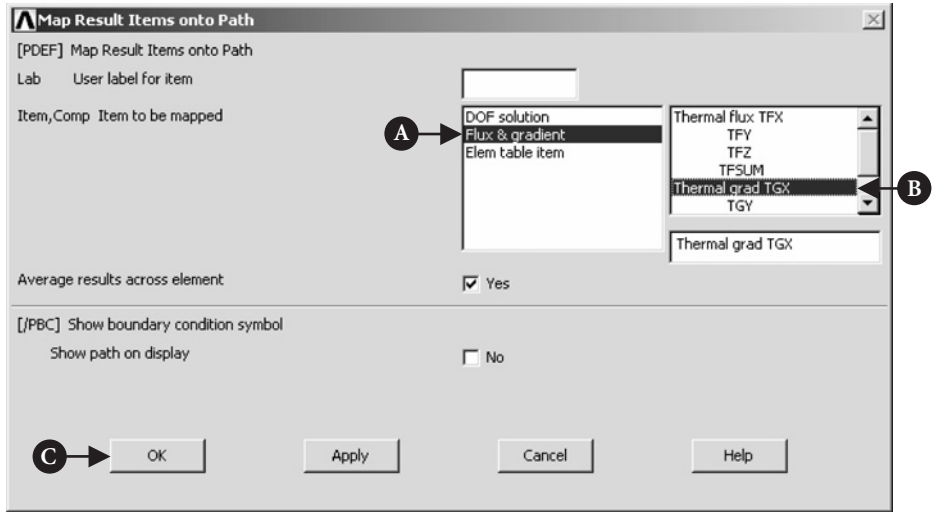 Map Result Items onto Path
[PDEF] Map Result Items onto Path
Lab User label for item
Item,Comp Item to be mapped
DOF solution
Flux & gradient
Elem table item
Thermal flux TFX
TFY
TFZ
TFSUM
Thermal grad TGX
TGY
Thermal grad TGX
A
B
Average results across element
Yes
[/PBC] Show boundary condition symbol
Show path on display
No
C
OK Apply Cancel Help